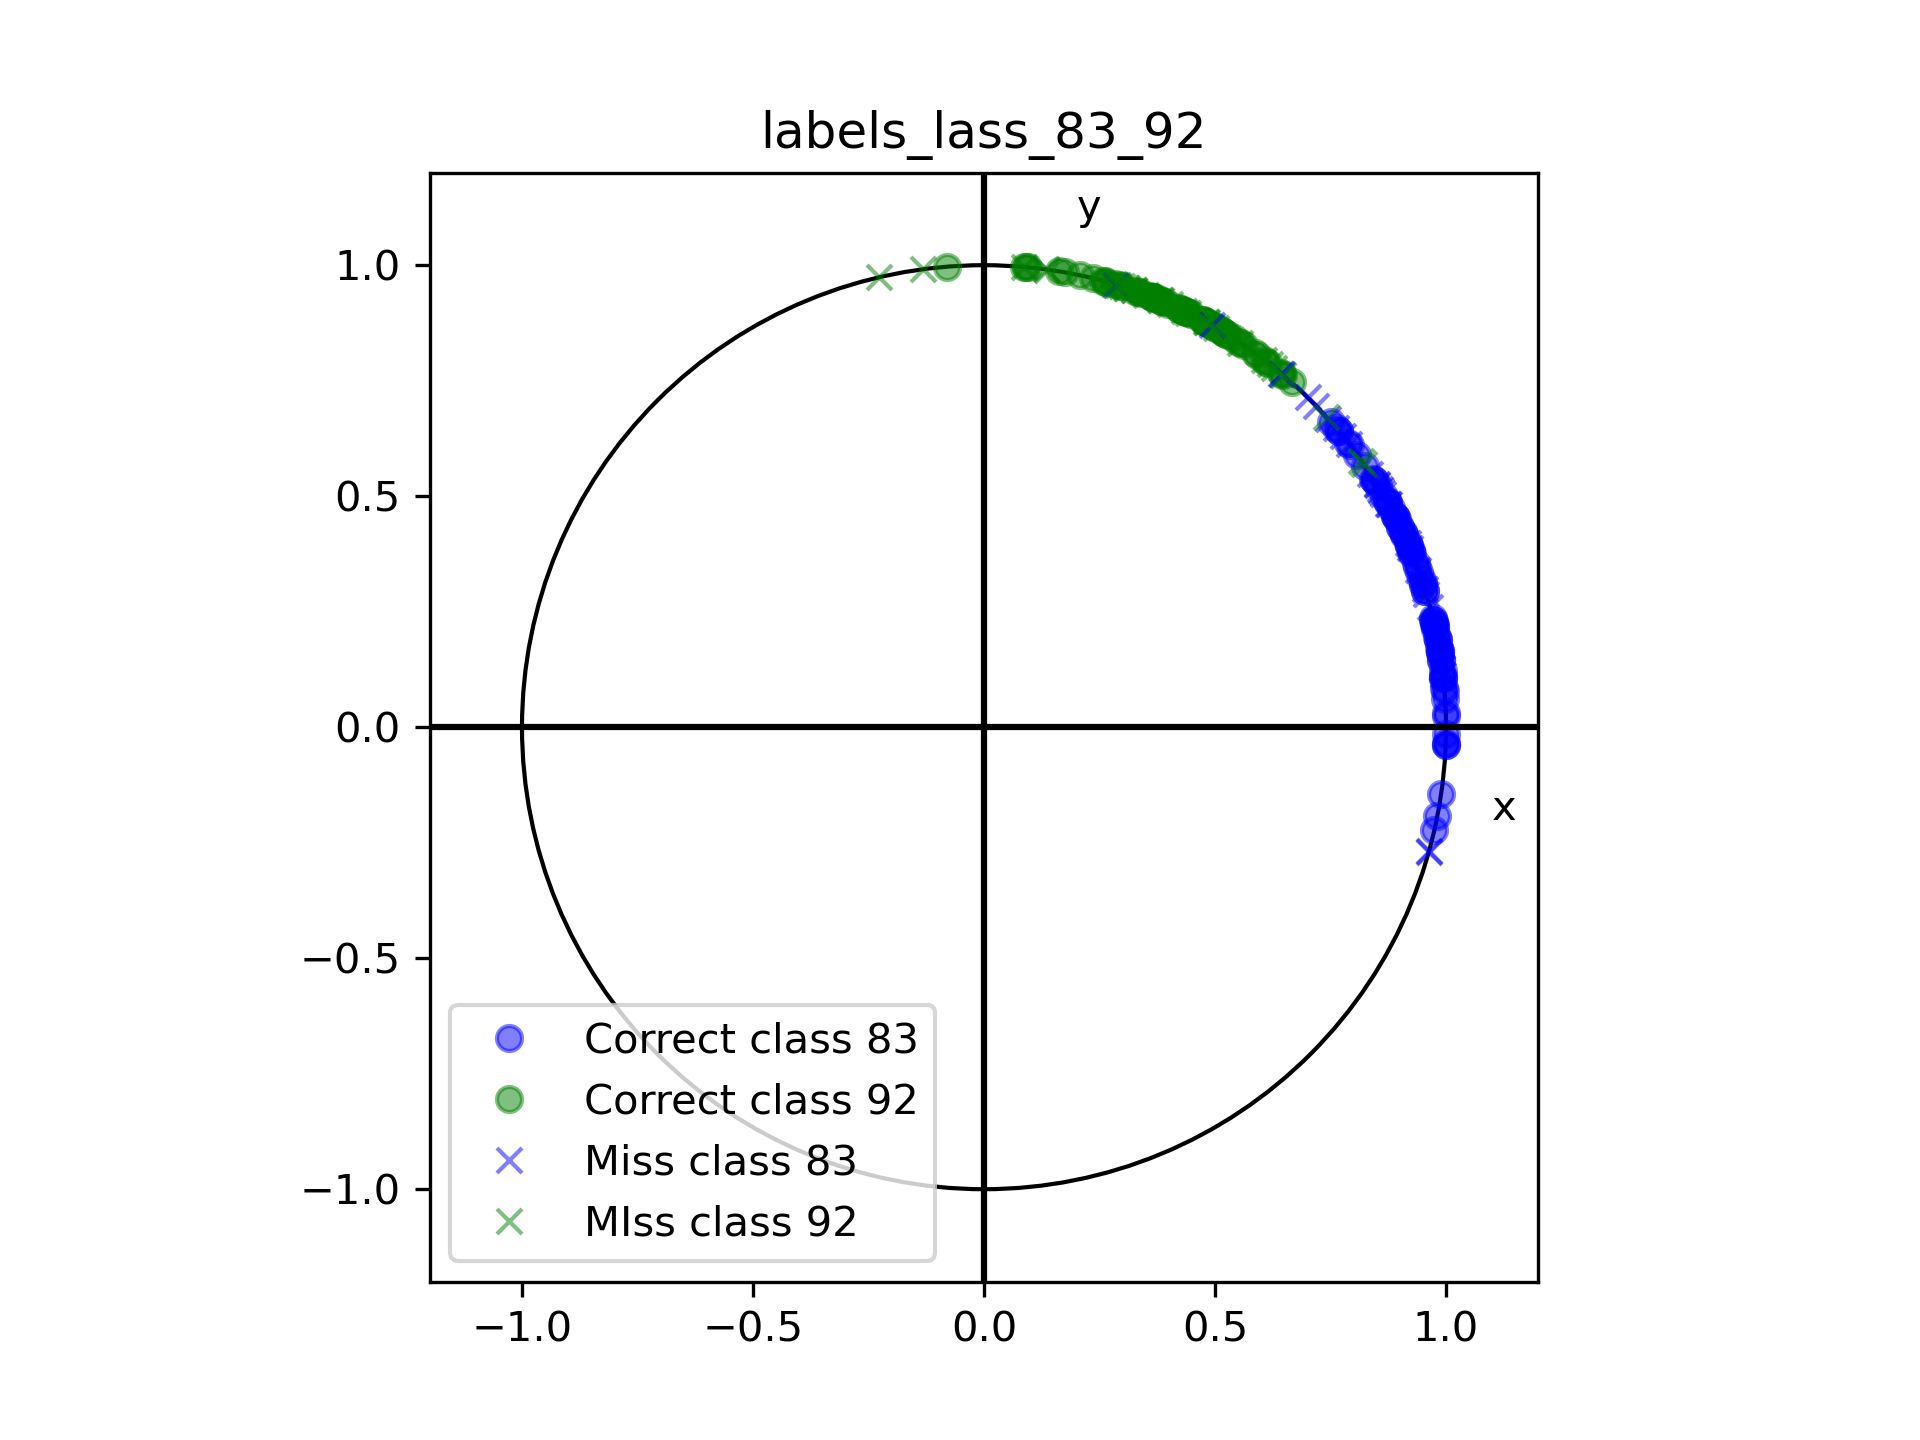 labels_lass_83_92
y
1.0
0.5
0.0
x
−0.5
−1.0
Correct class 83
Correct class 92
Miss class 83
MIss class 92
−1.0 −0.5 0.0 0.5 1.0